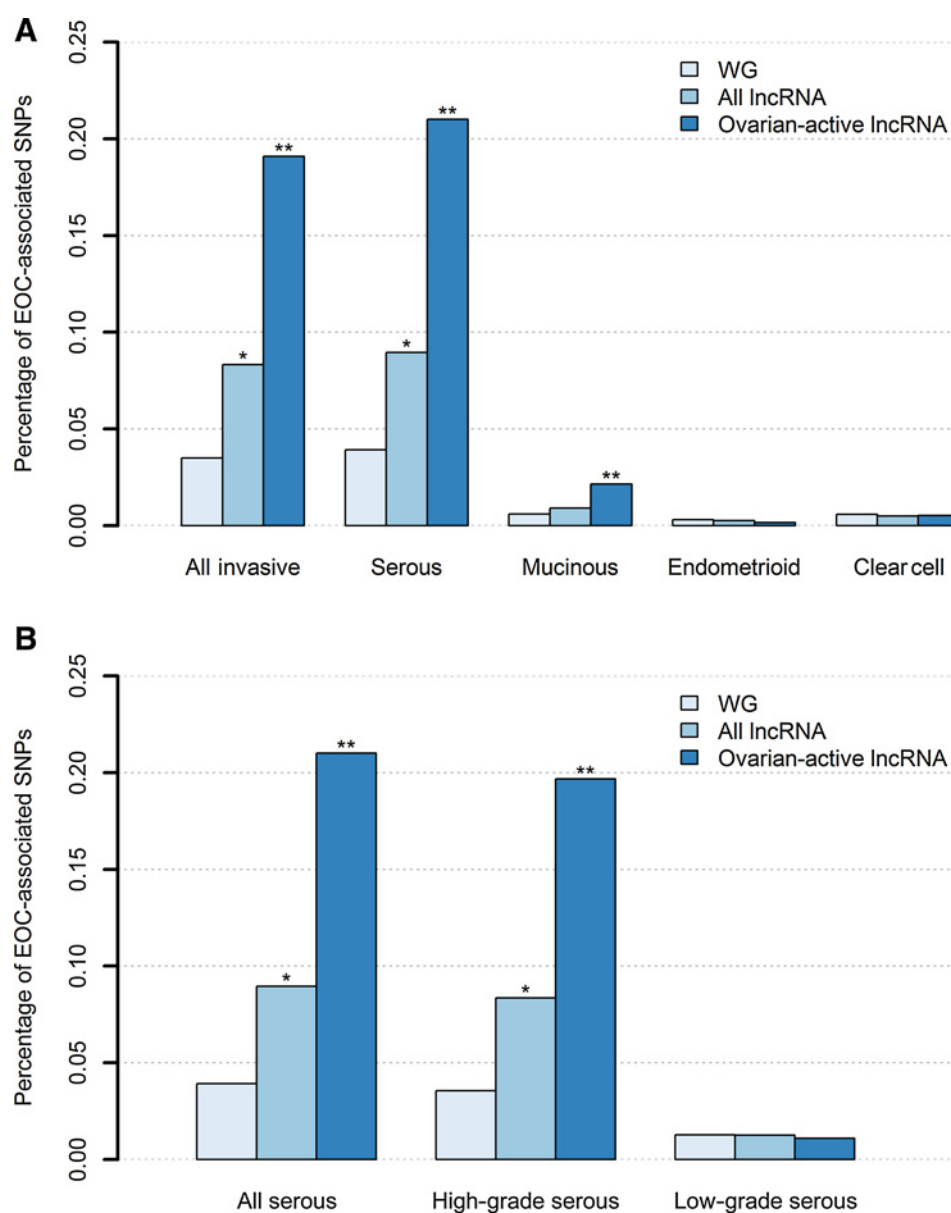 A
Percentage of EOC-associated SNPs
0.25
0.20
0.15
0.10
0.05
0.00
WG
All lncRNA
Ovarian-active lncRNA
*
**
*
**
**
All invasive
Serous
Mucinous
Endometrioid
Clear cell
B
Percentage of EOC-associated SNPs
0.25
0.20
0.15
0.10
0.05
0.00
WG
All lncRNA
Ovarian-active lncRNA
*
**
*
**
All serous
High-grade serous
Low-grade serous